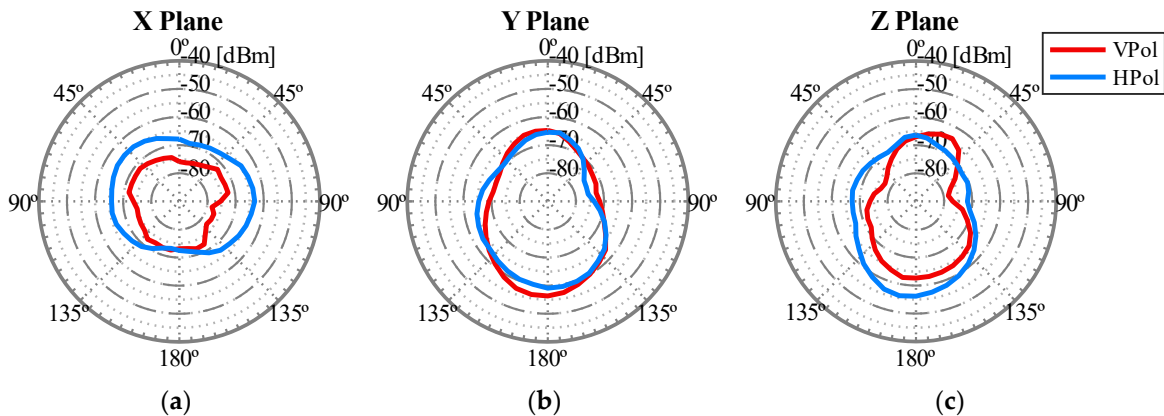 X Plane
Y Plane
Z Plane
0º
-40 [dBm]
-50
-60
-70
-80
45º
45º
90º
90º
135º
135º
180º
0º
-40 [dBm]
-50
-60
-70
-80
45º
45º
90º
90º
135º
135º
180º
0º
-40 [dBm]
-50
-60
-70
-80
45º
45º
90º
90º
135º
135º
180º
VPol
HPol
(a)
(b)
(c)